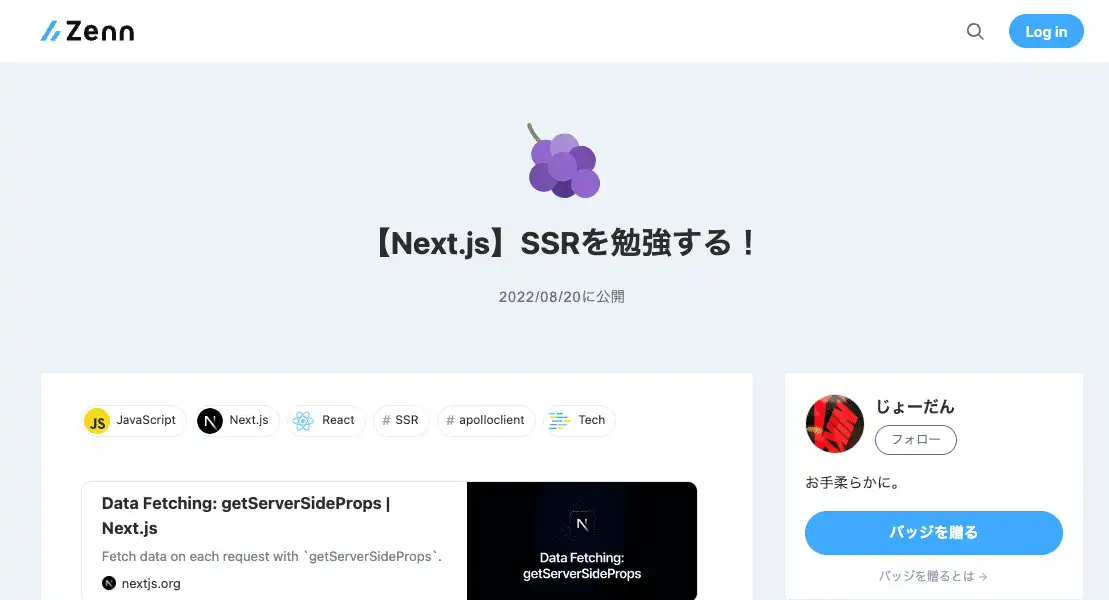 Zenn
Log in
【Next.js】SSRを勉強する！
2022/08/20に公開
JS JavaScript
N Next.js
React
# SSR
# apolloclient
Tech
Data Fetching: getServerSideProps |
Next.js
Fetch data on each request with `getServerSideProps`.
N nextjs.org
N
Data Fetching:
getServerSideProps
じょーだん
フォロー
お手柔らかに。
バッジを贈る
バッジを贈るとは →